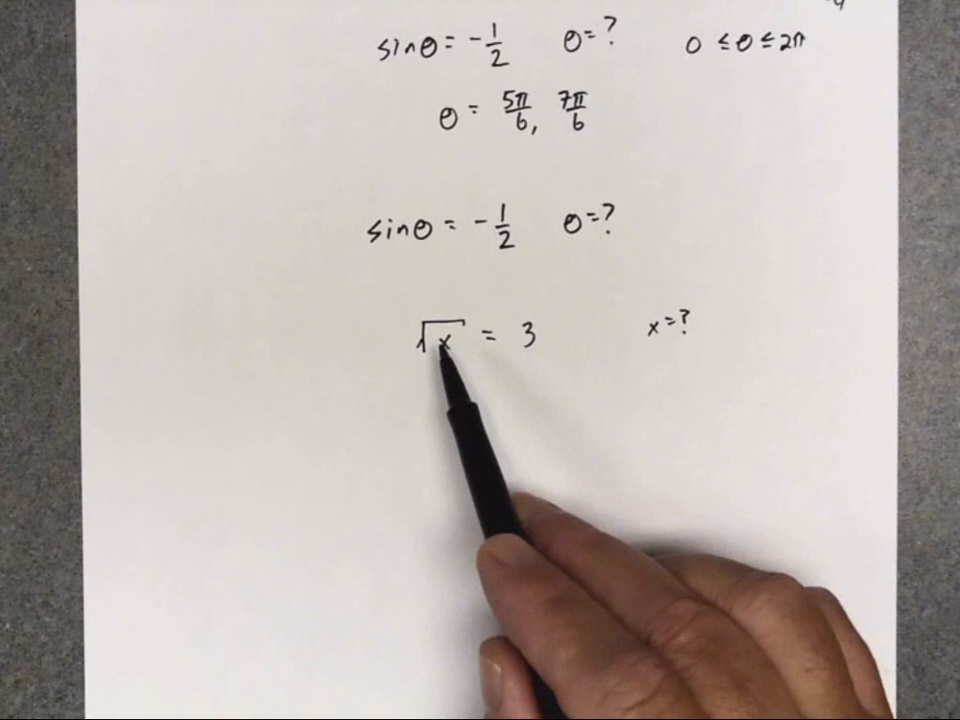 sinθ = -1/2 θ=? 0 ≤ θ ≤ 2π
θ = 5π/6, 7π/6
sinθ = -1/2 θ=?
√x = 3 x=?